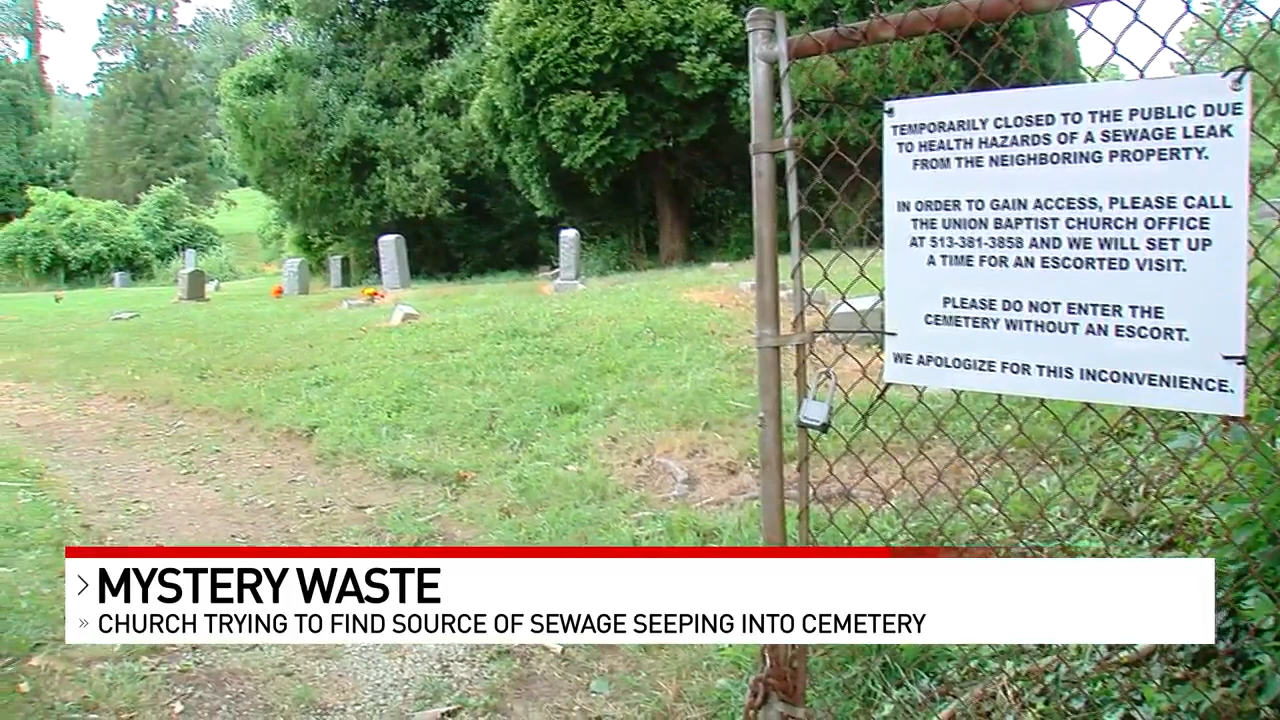 TEMPORARILY CLOSED TO THE PUBLIC DUE
TO HEALTH HAZARDS OF A SEWAGE LEAK
FROM THE NEIGHBORING PROPERTY.
IN ORDER TO GAIN ACCESS, PLEASE CALL
THE UNION BAPTIST CHURCH OFFICE
AT 513-381-3858 AND WE WILL SET UP
A TIME FOR AN ESCORTED VISIT.
PLEASE DO NOT ENTER THE
CEMETERY WITHOUT AN ESCORT.
WE APOLOGIZE FOR THIS INCONVENIENCE.
> MYSTERY WASTE
» CHURCH TRYING TO FIND SOURCE OF SEWAGE SEEPING INTO CEMETERY